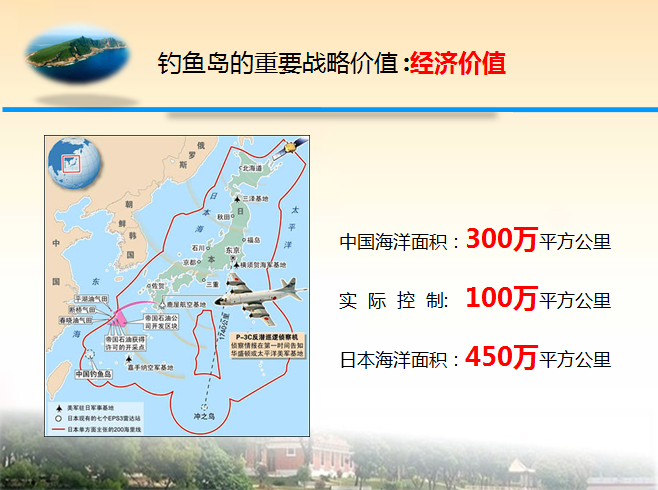 钓鱼岛的重要战略价值:经济价值
俄
罗
斯
北海道
三泽基地
日
本
海
太
平
洋
秋田
朝
鲜
韩
国
福岛
石川
东京
京都
日
本
横须贺海军基地
三重
中
国
东
海
佐贺
鹿屋航空基地
平湖油气田
断桥油气田
春晓油气田
帝国石油公
司开发区块
帝国石油获得
许可的开采点
1740公里
P-3C反潜巡逻侦察机
侦察情报在第一时间告知
华盛顿或太平洋美军基地
嘉手纳空军基地
中国钓鱼岛
冲之鸟
美军驻日军事基地
日本现有的七个EPS3雷达站
日本单方面主张的200海里线
中国海洋面积：300万平方公里
实 际 控 制: 100万平方公里
日本海洋面积：450万平方公里